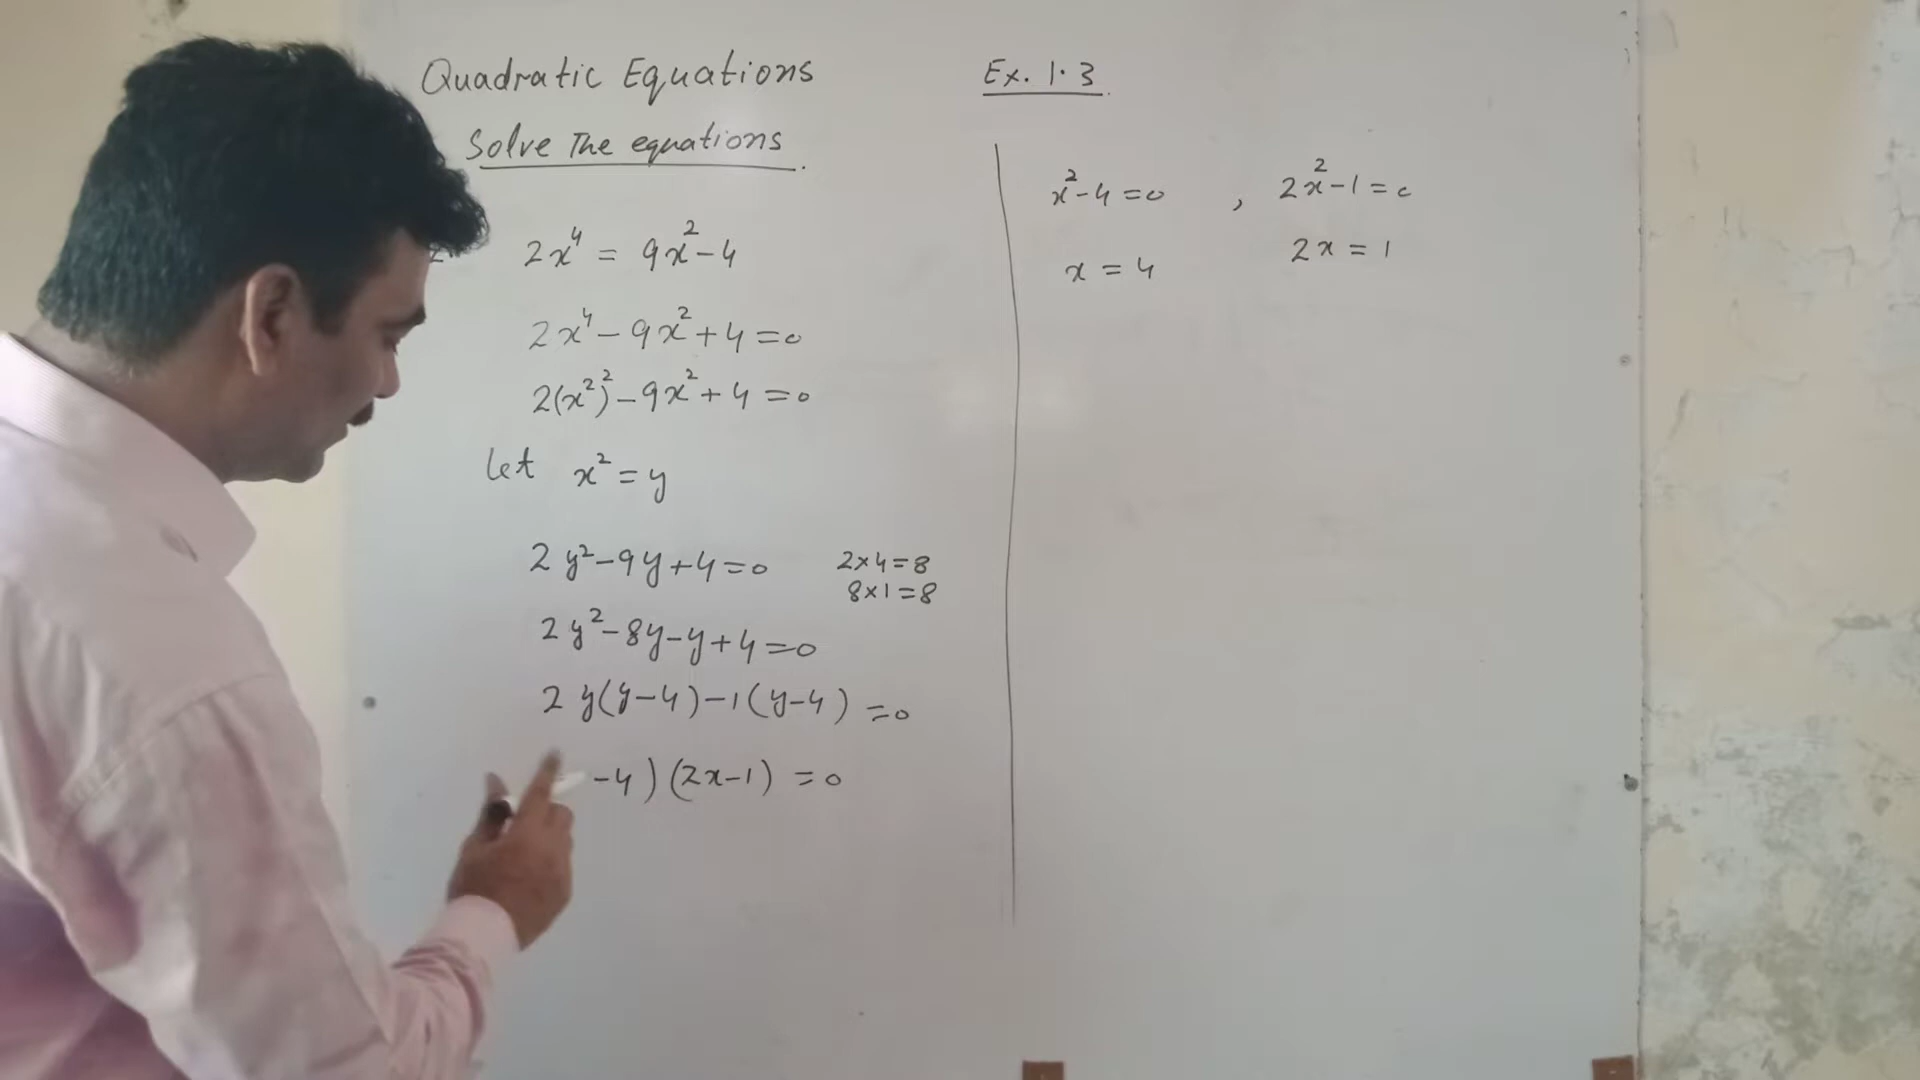 Quadratic Equations
Solve The equations
2x⁴ = 9x²-4
2x⁴-9x²+4=0
2(x²)²-9x²+4=0
Let x²=y
2y²-9y+4=0
2×4=8
8×1=8
2y²-8y-y+4=0
2y(y-4)-1(y-4)=0
-4)(2x-1)=0
Ex. 1.3
x²-4=0 , 2x²-1=0
x=4 2x=1